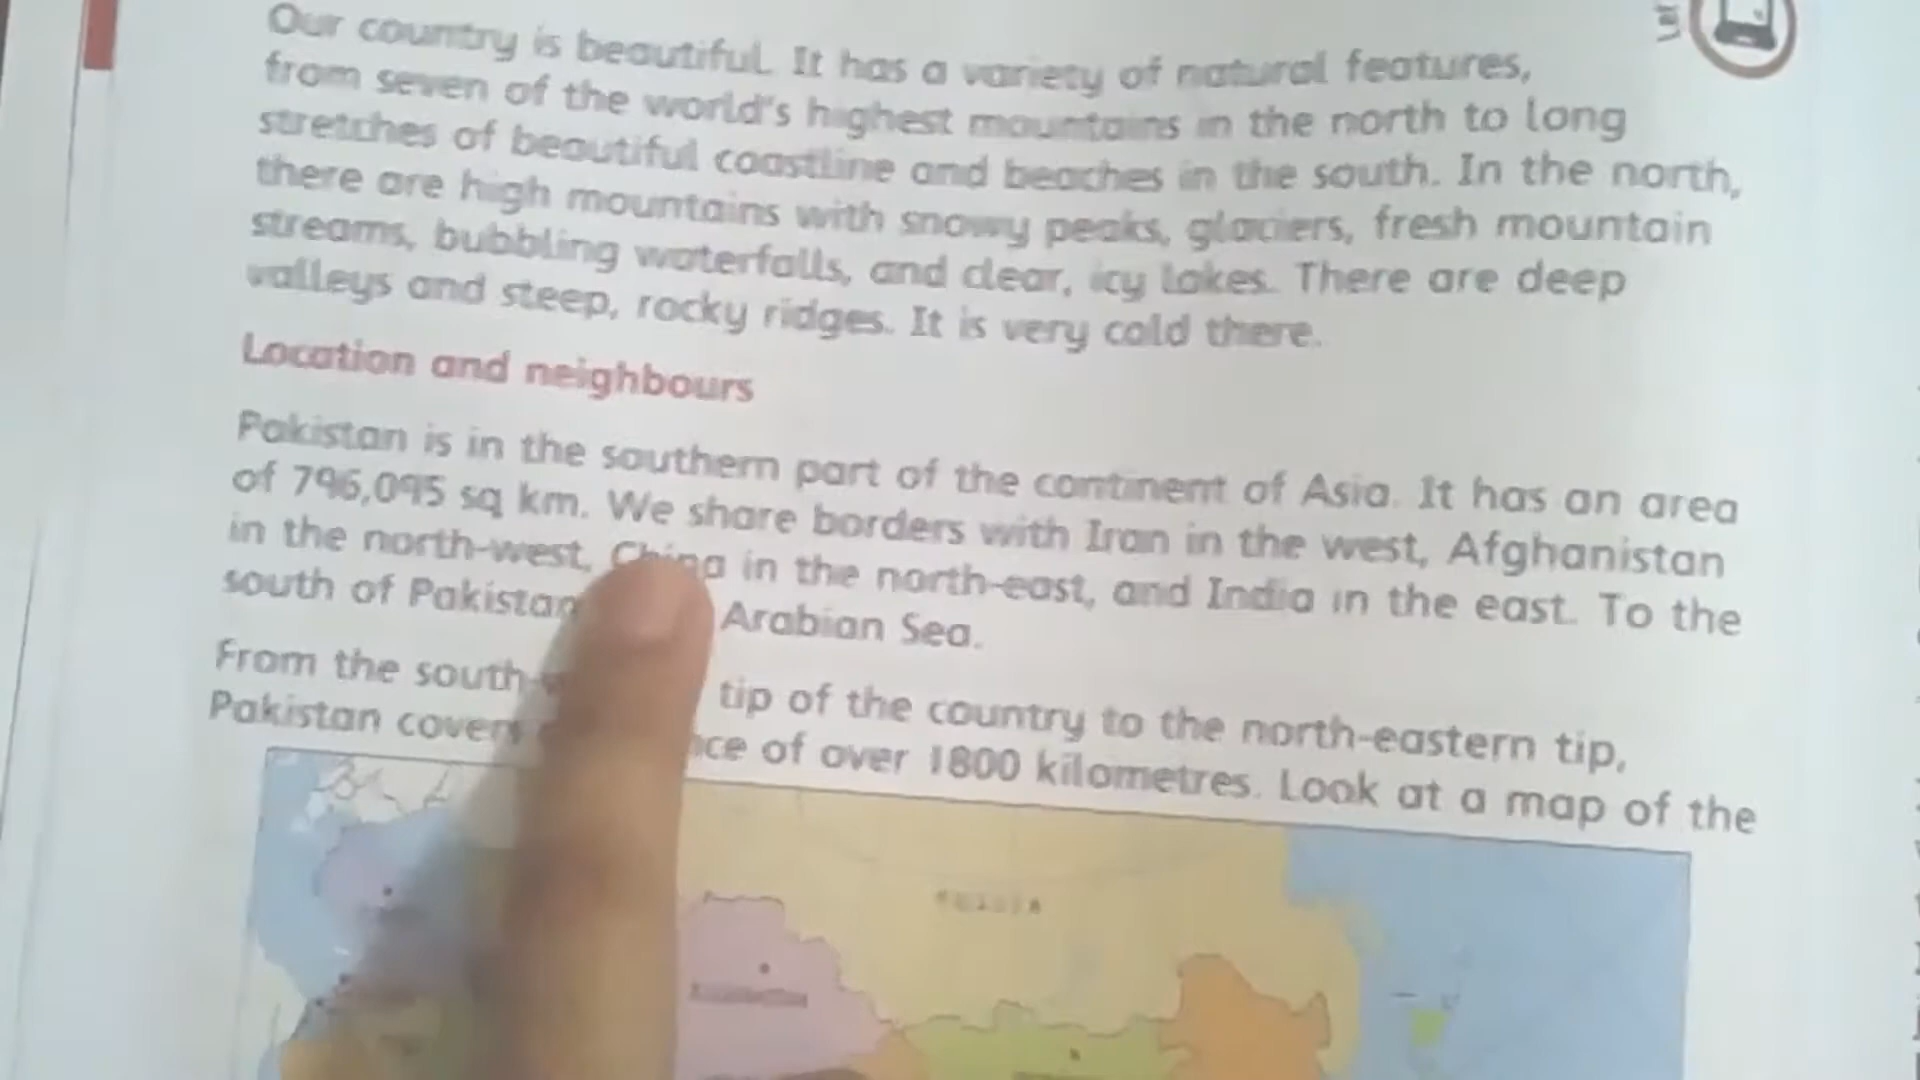 Our country is beautiful. It has a variety of natural features,
from seven of the world's highest mountains in the north to long
stretches of beautiful coastline and beaches in the south. In the north,
there are high mountains with snowy peaks, glaciers, fresh mountain
streams, bubbling waterfalls, and clear, icy lakes. There are deep
valleys and steep, rocky ridges. It is very cold there.
Location and neighbours
Pakistan is in the southern part of the continent of Asia. It has an area
of 796,095 sq km. We share borders with Iran in the west, Afghanistan
in the north-west, China in the north-east, and India in the east. To the
south of Pakistan Arabian Sea.
From the south- tip of the country to the north-eastern tip,
Pakistan covers of over 1800 kilometres. Look at a map of the
RUSSIA